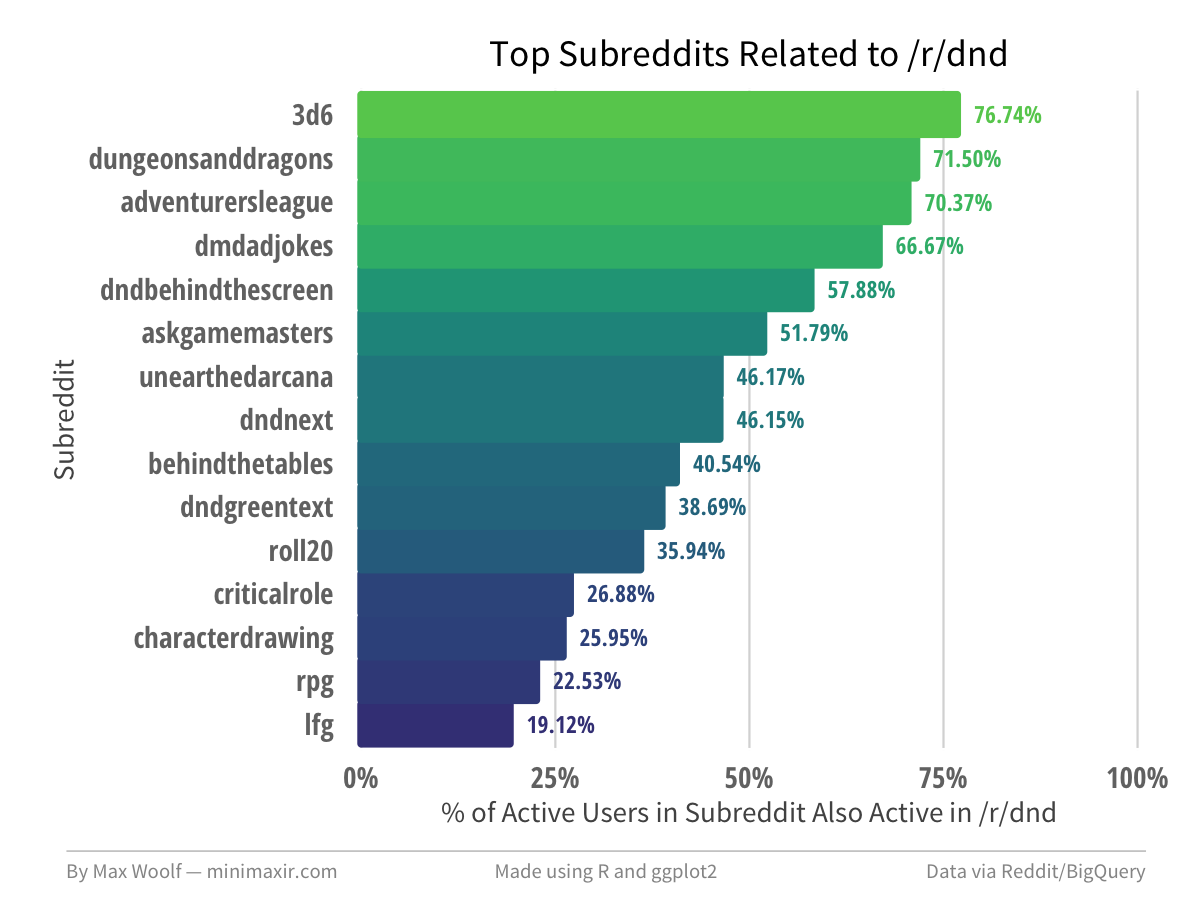 Top Subreddits Related to /r/dnd
3d6 76.74%
dungeonsanddragons 71.50%
adventurersleague 70.37%
dmdadjokes 66.67%
dndbehindthescreen 57.88%
askgamemasters 51.79%
unearthedarcana 46.17%
dndnext 46.15%
behindthetables 40.54%
dndgreentext 38.69%
roll20 35.94%
criticalrole 26.88%
characterdrawing 25.95%
rpg 22.53%
lfg 19.12%
Subreddit
0% 25% 50% 75% 100%
% of Active Users in Subreddit Also Active in /r/dnd
By Max Woolf — minimaxir.com Made using R and ggplot2 Data via Reddit/BigQuery